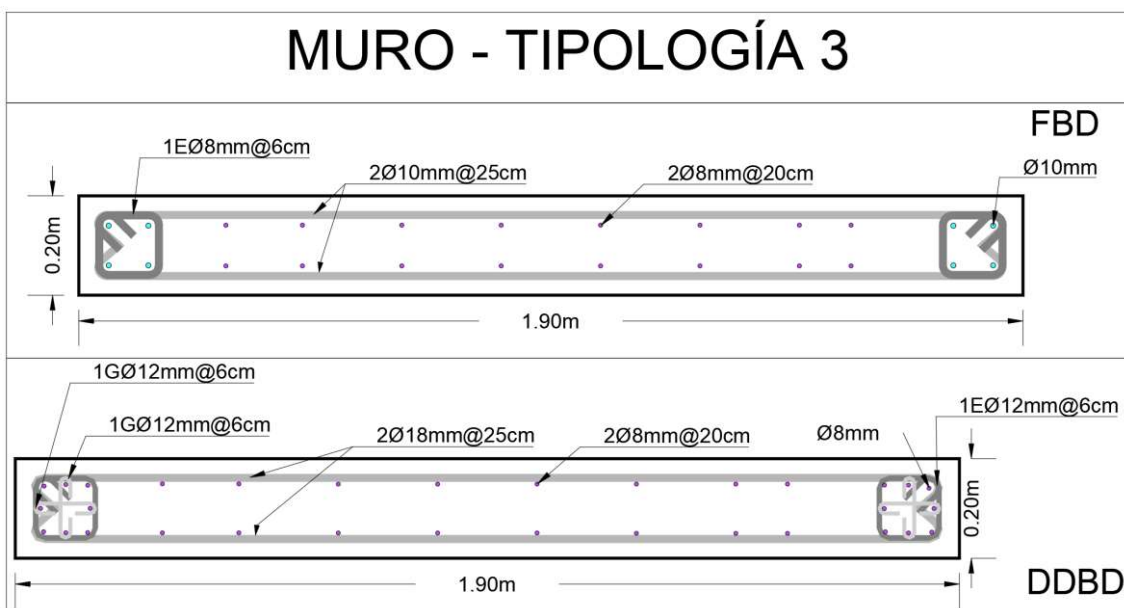 MURO - TIPOLOGÍA 3
FBD
1EØ8mm@6cm
2Ø10mm@25cm
2Ø8mm@20cm
Ø10mm
0.20m
1.90m
1GØ12mm@6cm
1GØ12mm@6cm
2Ø18mm@25cm
2Ø8mm@20cm
Ø8mm
1EØ12mm@6cm
0.20m
1.90m
DDBD